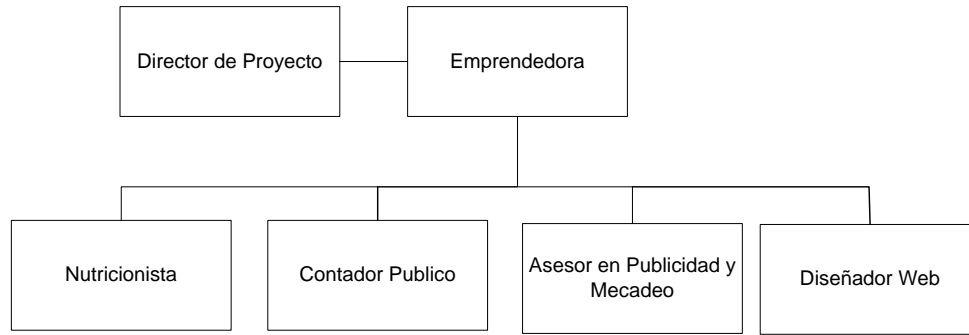 Director de Proyecto
Emprendedora
Nutricionista
Contador Publico
Asesor en Publicidad y
Mecadeo
Diseñador Web